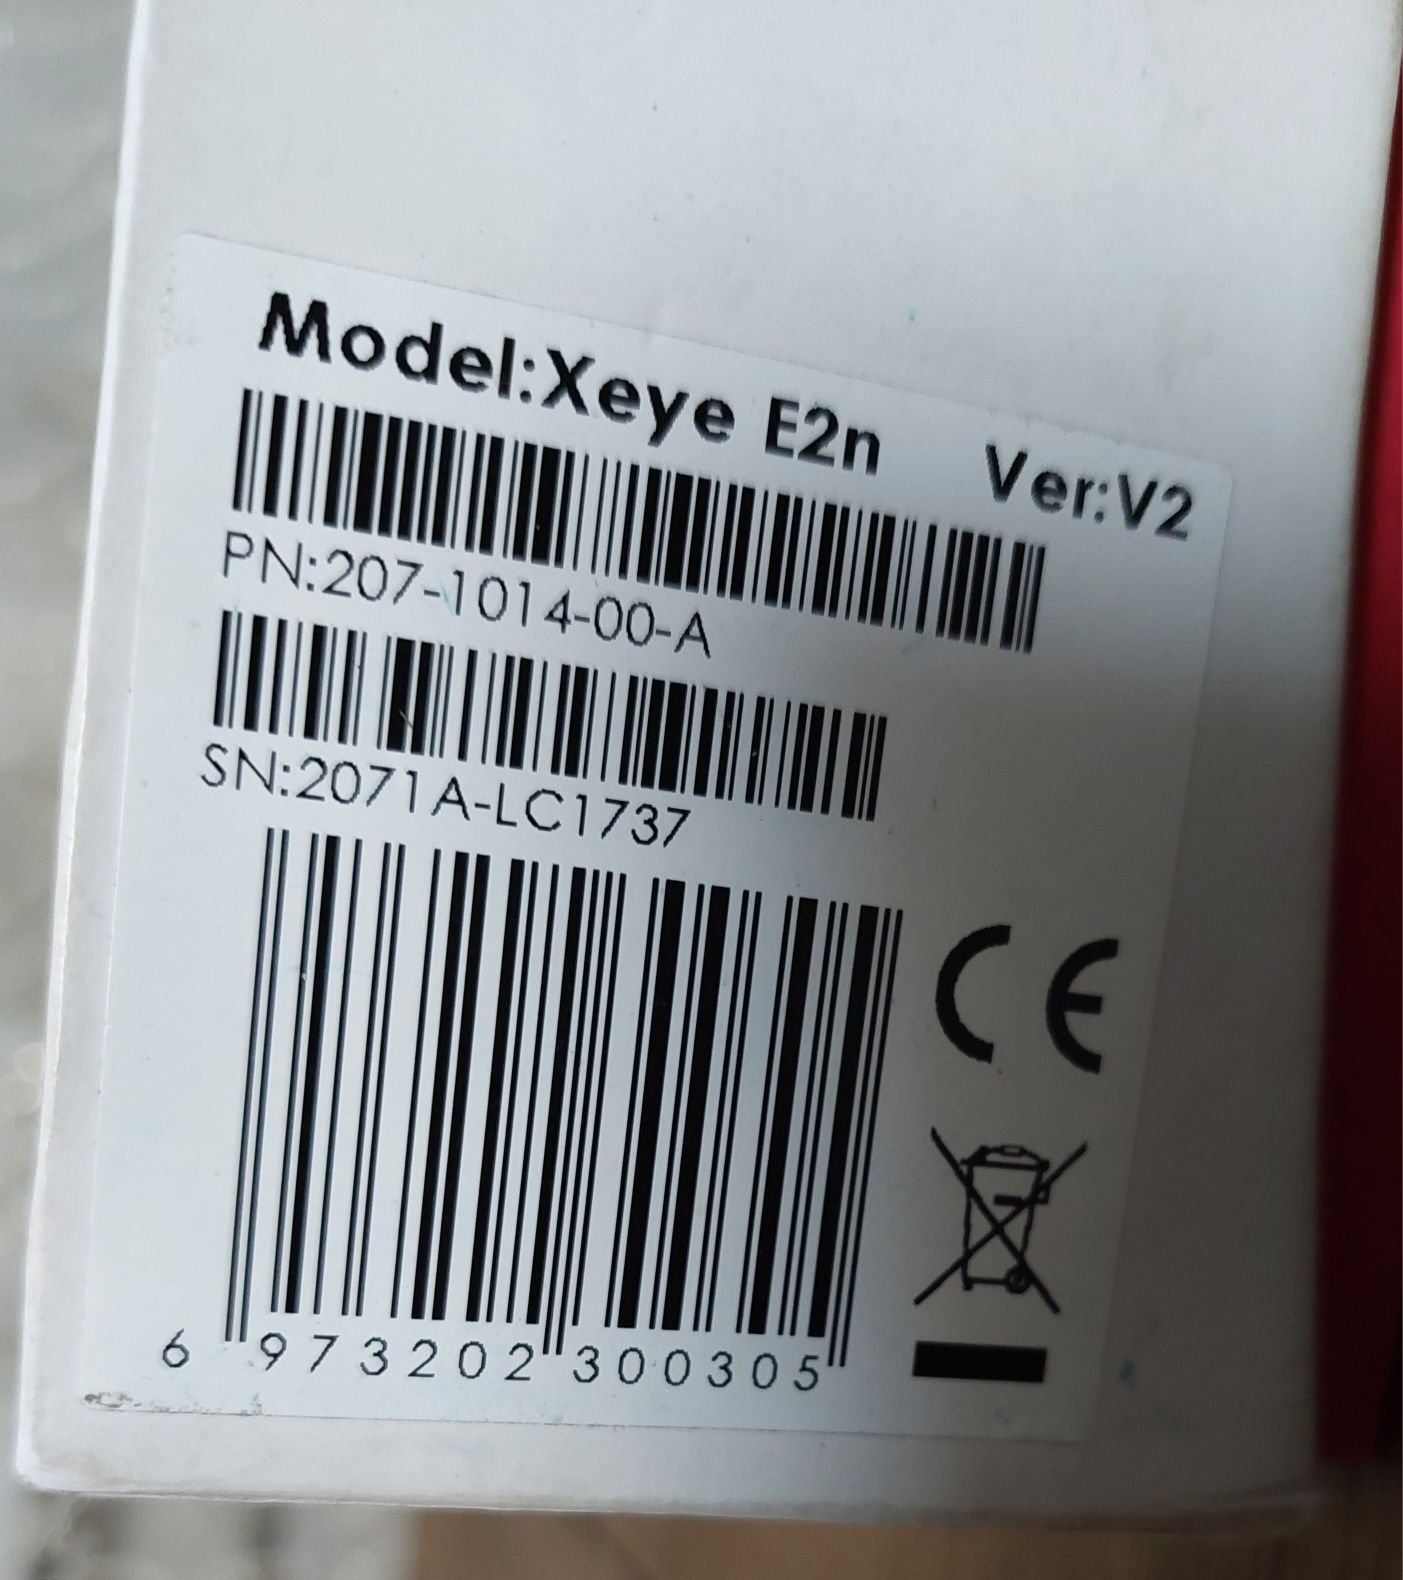 Model:Xeye E2n Ver:V2
PN:207-1014-00-A
SN:2071A-LC1737
6 973202 300305
CE